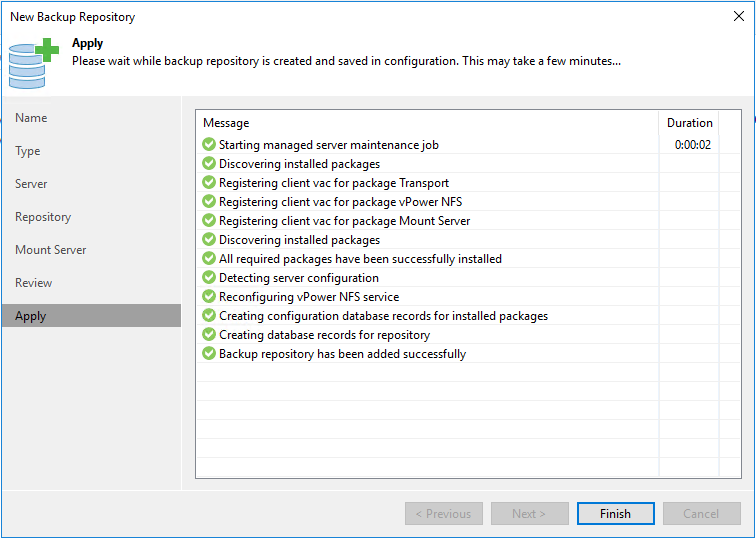 New Backup Repository
Apply
Please wait while backup repository is created and saved in configuration. This may take a few minutes...
Name
Type
Server
Repository
Mount Server
Review
Apply
Message Duration
Starting managed server maintenance job 0:00:02
Discovering installed packages
Registering client vac for package Transport
Registering client vac for package vPower NFS
Registering client vac for package Mount Server
Discovering installed packages
All required packages have been successfully installed
Detecting server configuration
Reconfiguring vPower NFS service
Creating configuration database records for installed packages
Creating database records for repository
Backup repository has been added successfully
< Previous Next > Finish Cancel